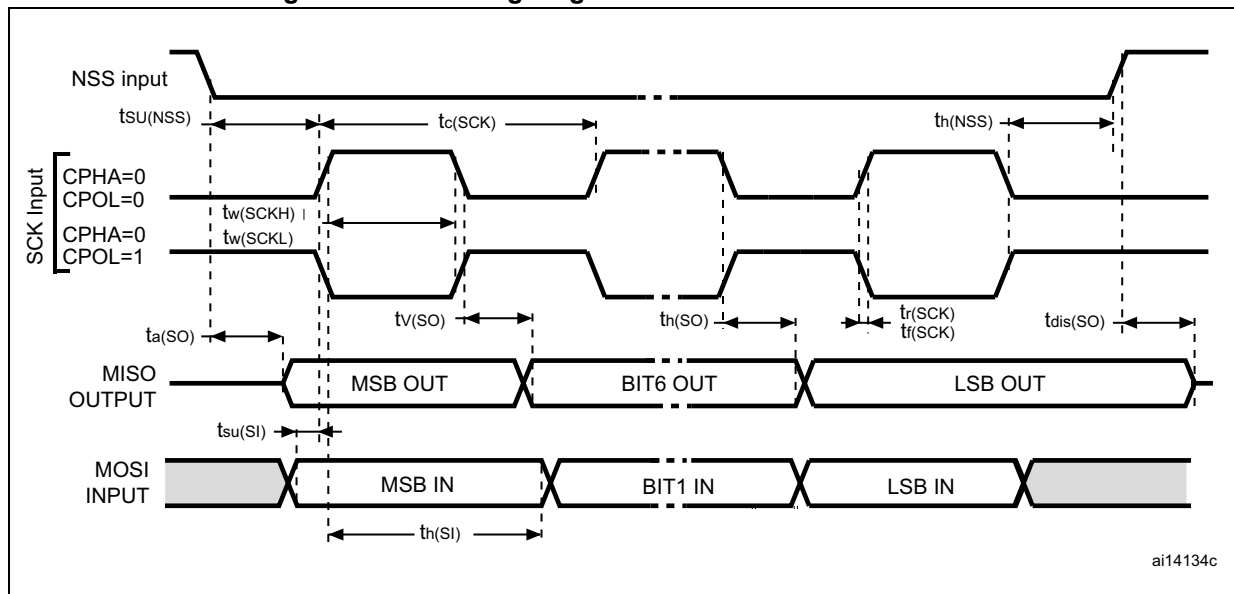 NSS input
tSU(NSS)
tc(SCK)
th(NSS)
SCK Input
CPHA=0
CPOL=0
tw(SCKH)
CPHA=0
CPOL=1
tw(SCKL)
ta(SO)
tV(SO)
th(SO)
tr(SCK)
tf(SCK)
tdis(SO)
MISO
OUTPUT
MSB OUT
BIT6 OUT
LSB OUT
tsu(SI)
MOSI
INPUT
MSB IN
BIT1 IN
LSB IN
th(SI)
ai14134c